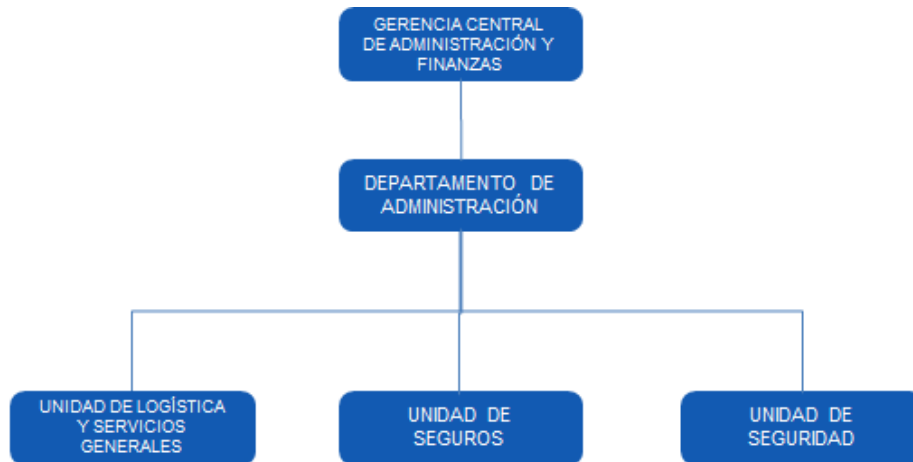 GERENCIA CENTRAL
DE ADMINISTRACIÓN Y
FINANZAS
DEPARTAMENTO DE
ADMINISTRACIÓN
UNIDAD DE LOGÍSTICA
Y SERVICIOS
GENERALES
UNIDAD DE
SEGUROS
UNIDAD DE
SEGURIDAD